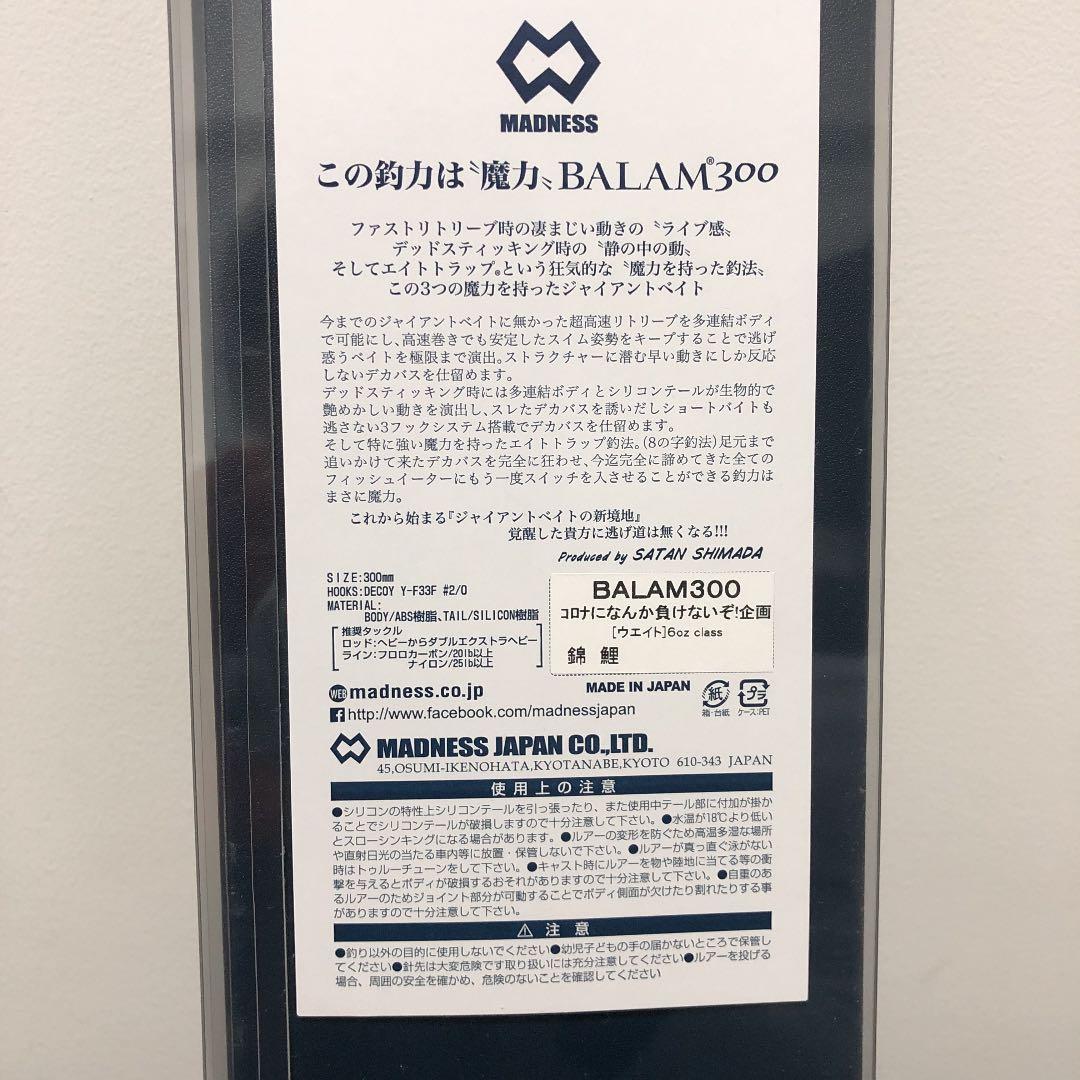 MADNESS
この釣力は〝魔力〟BALAM®300
ファストリトリーブ時の凄まじい動きの〝ライブ感〟
デッドスティッキング時の〝静の中の動〟
そしてエイトトラップ®という狂気的な〝魔力を持った釣法〟
この3つの魔力を持ったジャイアントベイト
今までのジャイアントベイトに無かった超高速リトリーブを多連結ボディ
で可能にし、高速巻きでも安定したスイム姿勢をキープすることで逃げ
惑うベイトを極限まで演出。ストラクチャーに潜む早い動きにしか反応
しないデカバスを仕留めます。
デッドスティッキング時には多連結ボディとシリコンテールが生物的で
艶めかしい動きを演出し、スレたデカバスを誘いだしショートバイトも
逃さない3フックシステム搭載でデカバスを仕留めます。
そして特に強い魔力を持ったエイトトラップ釣法。(8の字釣法)足元まで
追いかけて来たデカバスを完全に狂わせ、今迄完全に諦めてきた全ての
フィッシュイーターにもう一度スイッチを入させることができる釣力は
まさに魔力。
これから始まる『ジャイアントベイトの新境地』
覚醒した貴方に逃げ道は無くなる!!!
Produced by SATAN SHIMADA
SIZE:300mm
HOOKS:DECOY Y-F33F #2/0
MATERIAL:
BODY/ABS樹脂、TAIL/SILICON樹脂
推奨タックル
ロッド:ヘビーからダブルエクストラヘビー
ライン:フロロカーボン/20lb以上
ナイロン/25lb以上
BALAM300
コロナになんか負けないぞ!企画
[ウエイト]6oz class
錦 鯉
WEB madness.co.jp
MADE IN JAPAN
紙
箱・台紙
プラ
ケース:PET
f http://www.facebook.com/madnessjapan
MADNESS JAPAN CO.,LTD.
45,OSUMI-IKENOHATA,KYOTANABE,KYOTO 610-343 JAPAN
使用上の注意
●シリコンの特性上シリコンテールを引っ張ったり、また使用中テール部に付加が掛か
ることでシリコンテールが破損しますので十分注意して下さい。●水温が18℃より低い
とスローシンキングになる場合があります。●ルアーの変形を防ぐため高温多湿な場所
や直射日光の当たる車内等に放置・保管しないで下さい。●ルアーが真っ直ぐ泳がない
時はトゥルーチューンをして下さい。●キャスト時にルアーを物や陸地に当てる等の衝
撃を与えるとボディが破損するおそれがありますので十分注意して下さい。●自重のあ
るルアーのためジョイント部分が可動することでボディ側面が欠けたり割れたりする事
がありますので十分注意して下さい。
⚠ 注 意
●釣り以外の目的に使用しないでください●幼児子どもの手の届かないところで保管し
てください●針先は大変危険です取り扱いには充分注意してください●ルアーを投げる
場合、周囲の安全を確かめ、危険のないことを確認してください